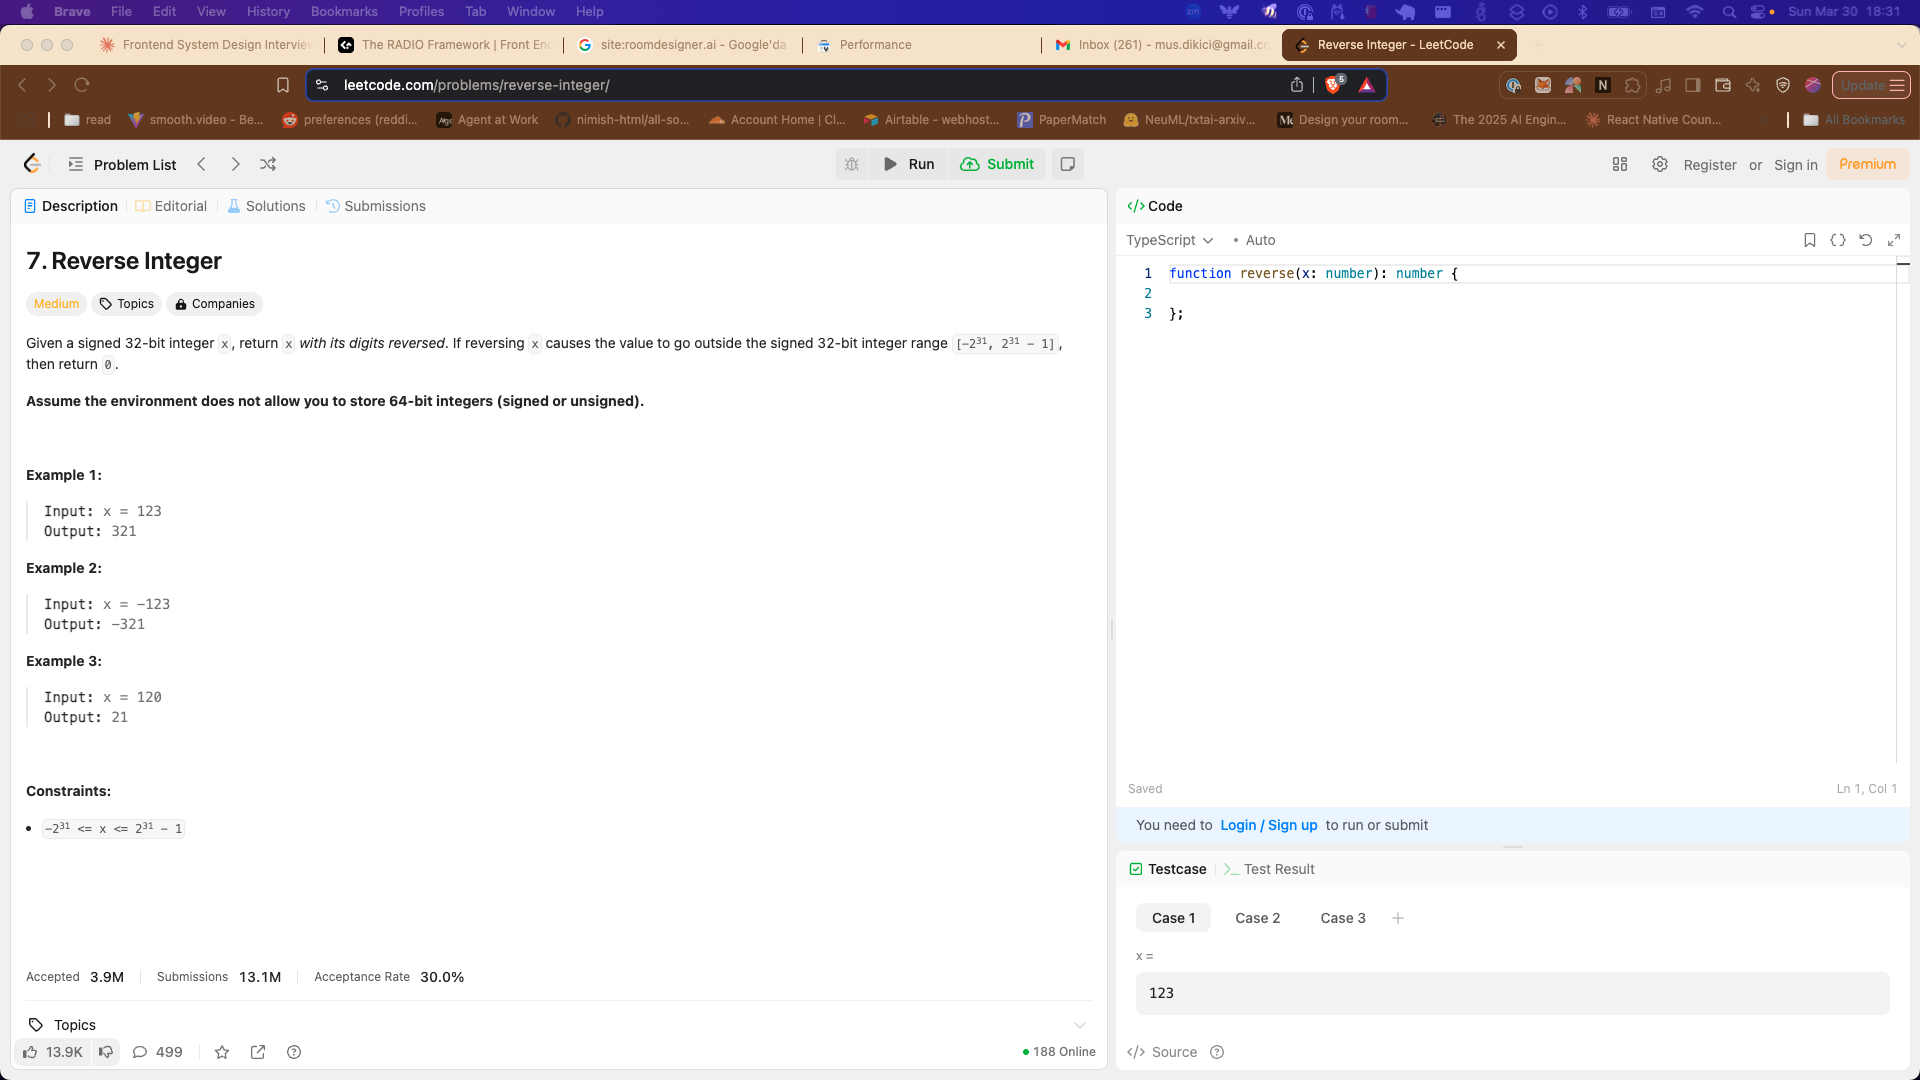 Brave File Edit View History Bookmarks Profiles Tab Window Help zm Sun Mar 30 18:31
Frontend System Design Interview
The RADIO Framework | Front En
site:roomdesigner.ai - Google'da
Performance
Inbox (261) - mus.dikici@gmail.co
Reverse Integer - LeetCode
leetcode.com/problems/reverse-integer/
5
Update
read
smooth.video - Be...
preferences (reddi...
Agent at Work
nimish-html/all-so...
Account Home | Cl...
Airtable - webhost...
PaperMatch
NeuML/txtai-arxiv...
Design your room...
The 2025 AI Engin...
React Native Coun...
All Bookmarks
Problem List
Run
Submit
Register or Sign in
Premium
Description
Editorial
Solutions
Submissions
7. Reverse Integer
Medium
Topics
Companies
Given a signed 32-bit integer x, return x with its digits reversed. If reversing x causes the value to go outside the signed 32-bit integer range [-2³¹, 2³¹ - 1],
then return 0.
Assume the environment does not allow you to store 64-bit integers (signed or unsigned).
Example 1:
Input: x = 123
Output: 321
Example 2:
Input: x = -123
Output: -321
Example 3:
Input: x = 120
Output: 21
Constraints:
-2³¹ <= x <= 2³¹ - 1
Accepted 3.9M
Submissions 13.1M
Acceptance Rate 30.0%
Topics
13.9K
499
188 Online
</> Code
TypeScript
Auto
1 function reverse(x: number): number {
2
3 };
Saved
Ln 1, Col 1
You need to Login / Sign up to run or submit
Testcase
Test Result
Case 1
Case 2
Case 3
x =
123
</> Source